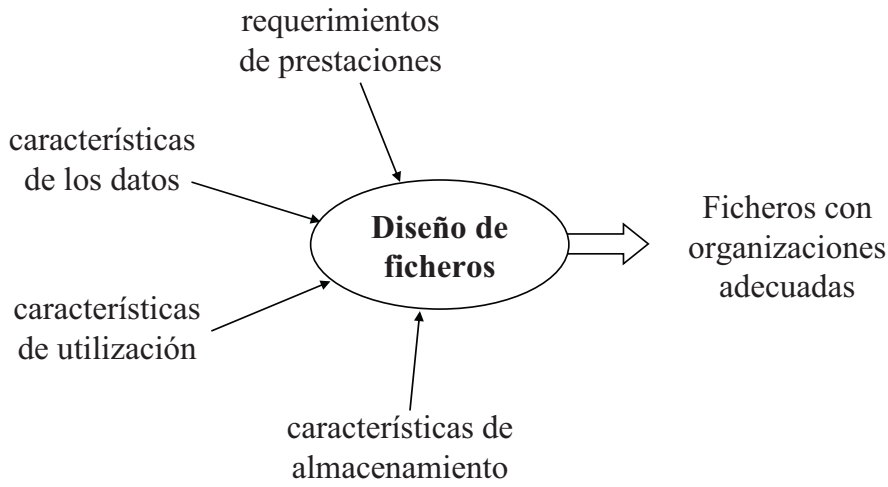 requerimientos
de prestaciones
características
de los datos
Diseño de
ficheros
Ficheros con
organizaciones
adecuadas
características
de utilización
características de
almacenamiento